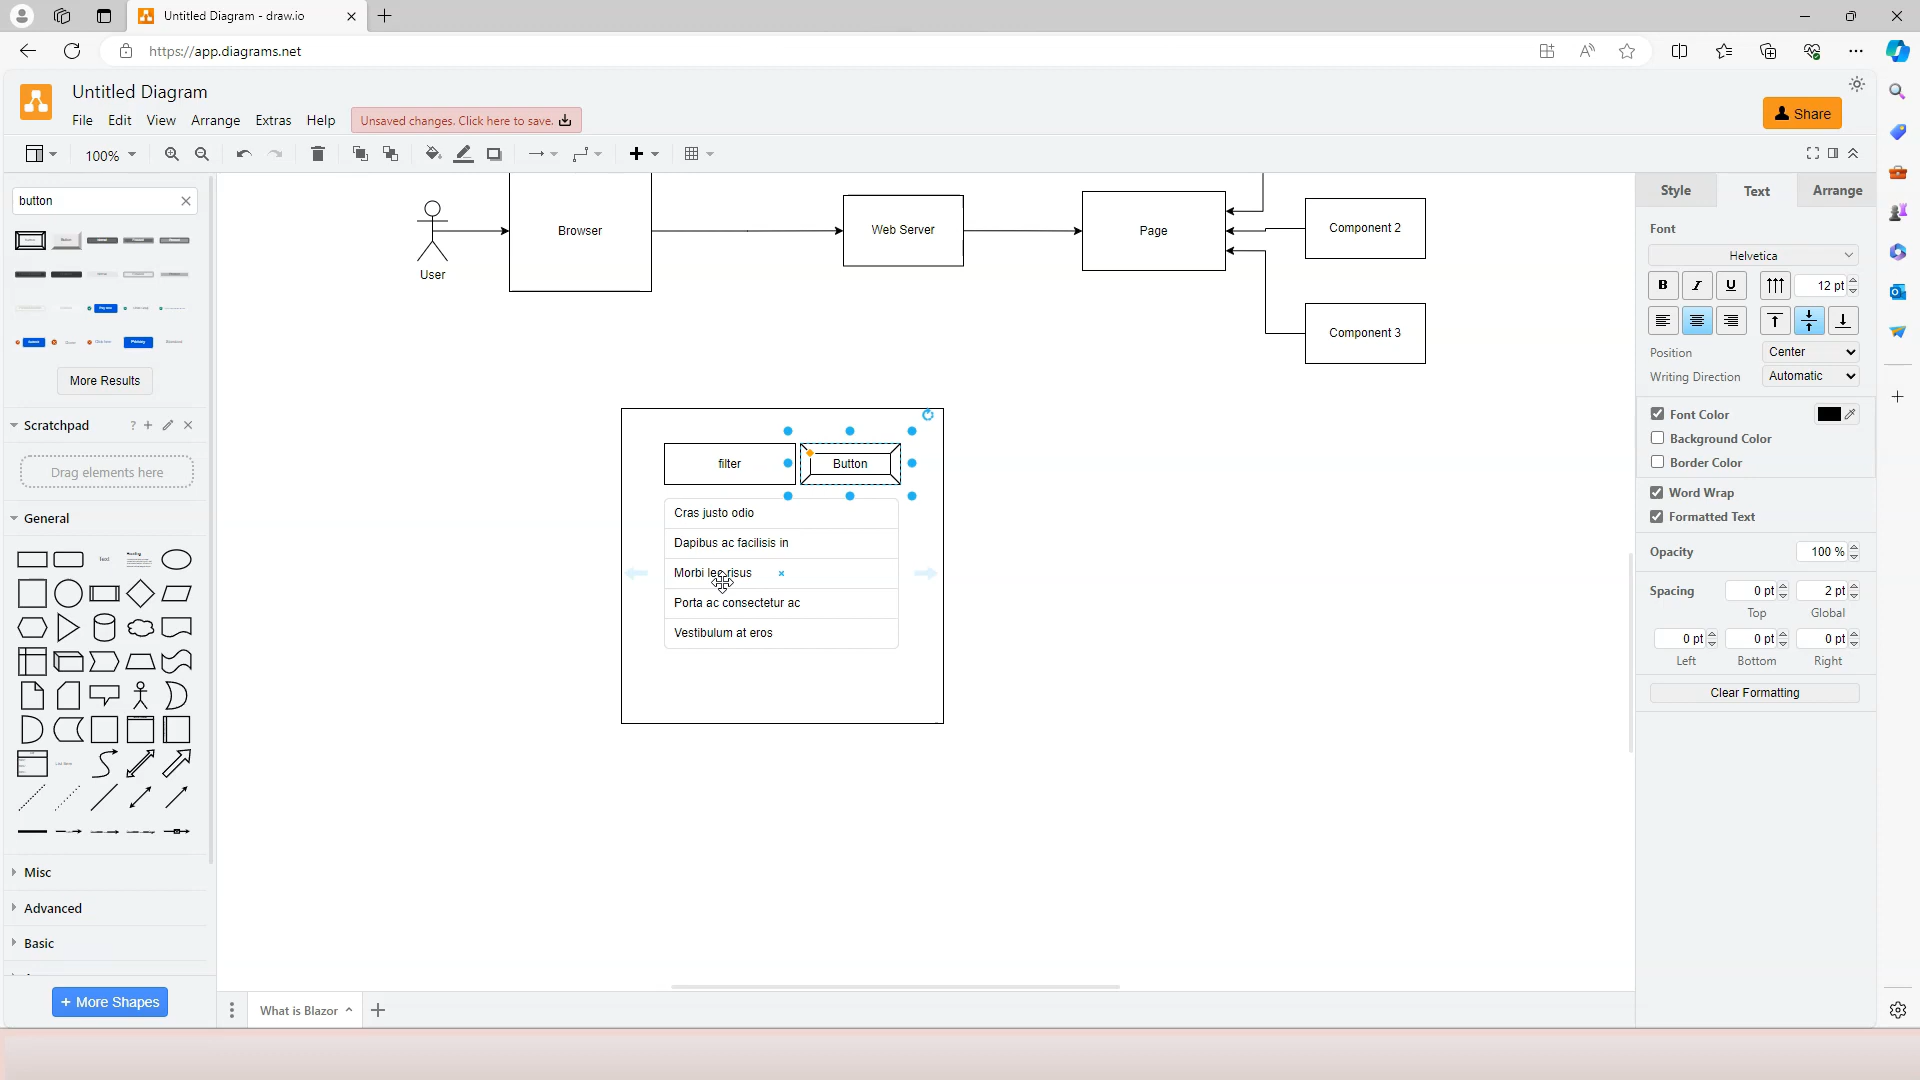 Untitled Diagram - draw.io
https://app.diagrams.net
Untitled Diagram
File Edit View Arrange Extras Help Unsaved changes. Click here to save.
Share
100%
button
More Results
Scratchpad
?
Drag elements here
General
Text
Heading
Misc
Advanced
Basic
+ More Shapes
User
Browser
Web Server
Page
Component 2
Component 3
filter
Button
Cras justo odio
Dapibus ac facilisis in
Morbi leo risus
Porta ac consectetur ac
Vestibulum at eros
What is Blazor
Style Text Arrange
Font
Helvetica
B I U 12 pt
Position Center
Writing Direction Automatic
Font Color
Background Color
Border Color
Word Wrap
Formatted Text
Opacity 100 %
Spacing 0 pt 2 pt
Top Global
0 pt 0 pt 0 pt
Left Bottom Right
Clear Formatting